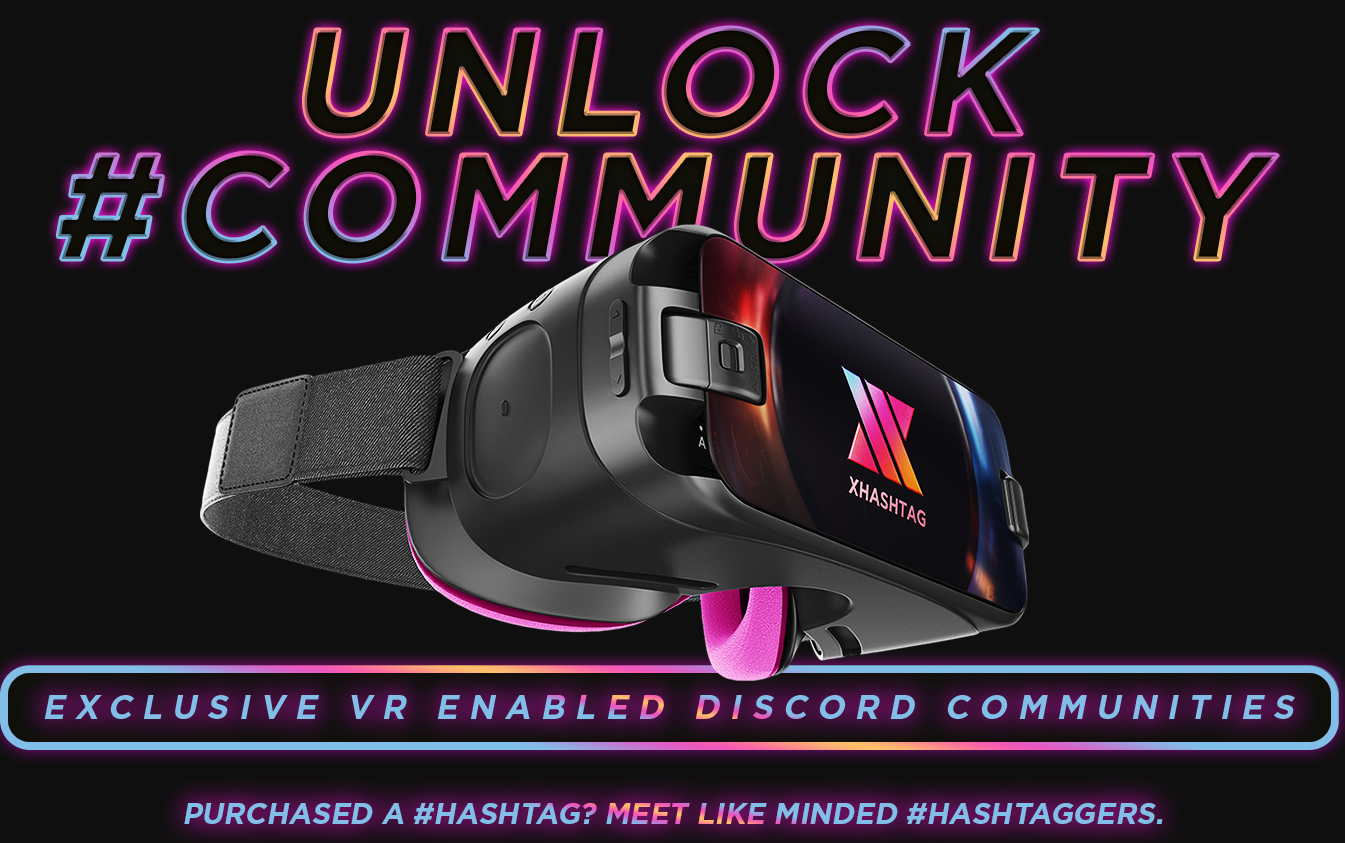 UNLOCK
#COMMUNITY
A
XHASHTAG
EXCLUSIVE VR ENABLED DISCORD COMMUNITIES
PURCHASED A #HASHTAG? MEET LIKE MINDED #HASHTAGGERS.